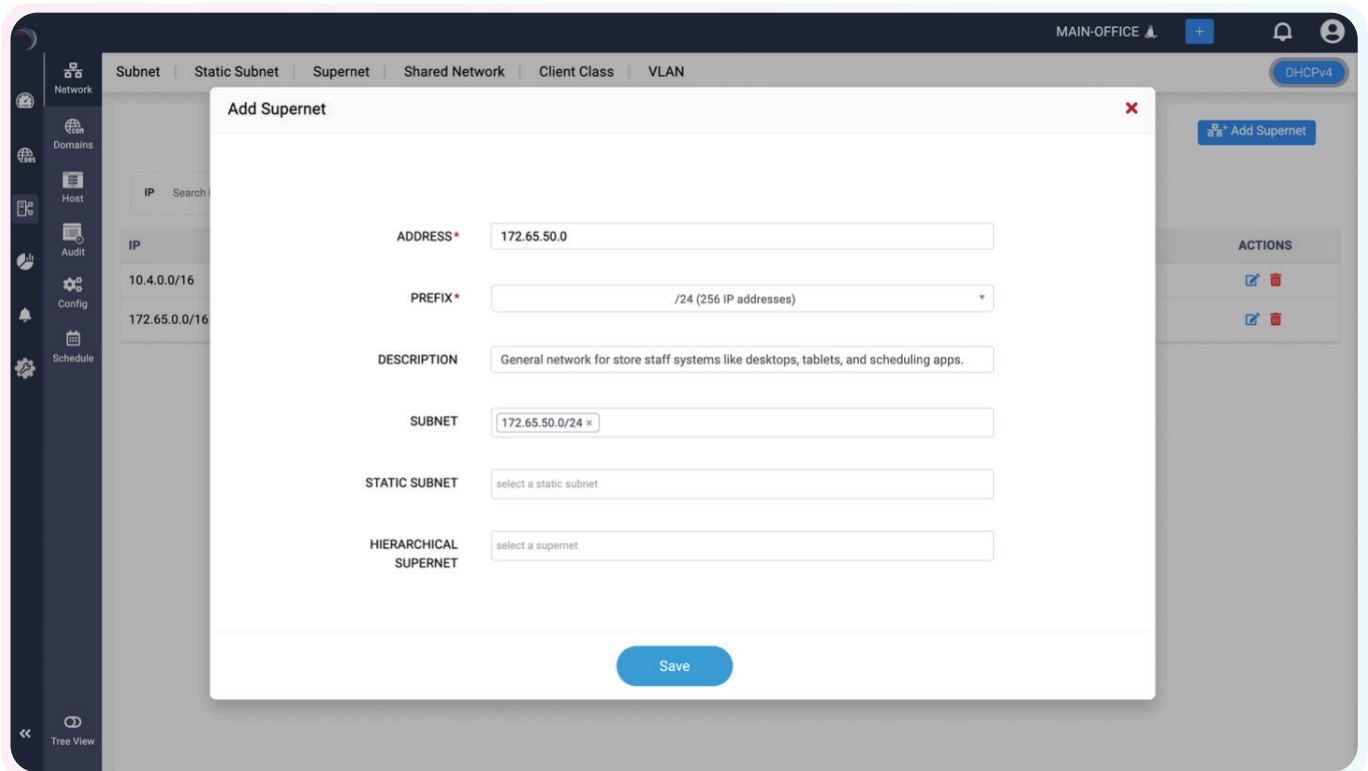 MAIN-OFFICE
+
Network
Subnet
Static Subnet
Supernet
Shared Network
Client Class
VLAN
DHCPv4
Domains
Host
Audit
Config
Schedule
Tree View
Add Supernet
Add Supernet
IP Search
IP
ACTIONS
10.4.0.0/16
172.65.0.0/16
ADDRESS*
172.65.50.0
PREFIX*
/24 (256 IP addresses)
DESCRIPTION
General network for store staff systems like desktops, tablets, and scheduling apps.
SUBNET
172.65.50.0/24 ×
STATIC SUBNET
select a static subnet
HIERARCHICAL
SUPERNET
select a supernet
Save